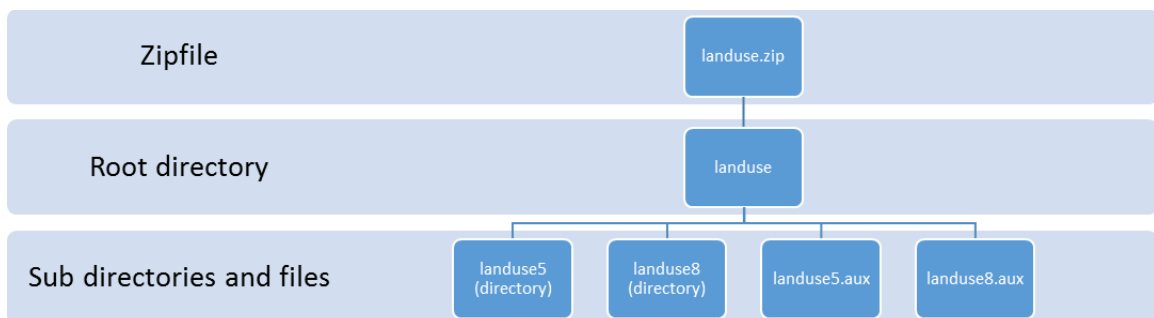 Zipfile
landuse.zip
Root directory
landuse
Sub directories and files
landuse5
(directory)
landuse8
(directory)
landuse5.aux
landuse8.aux